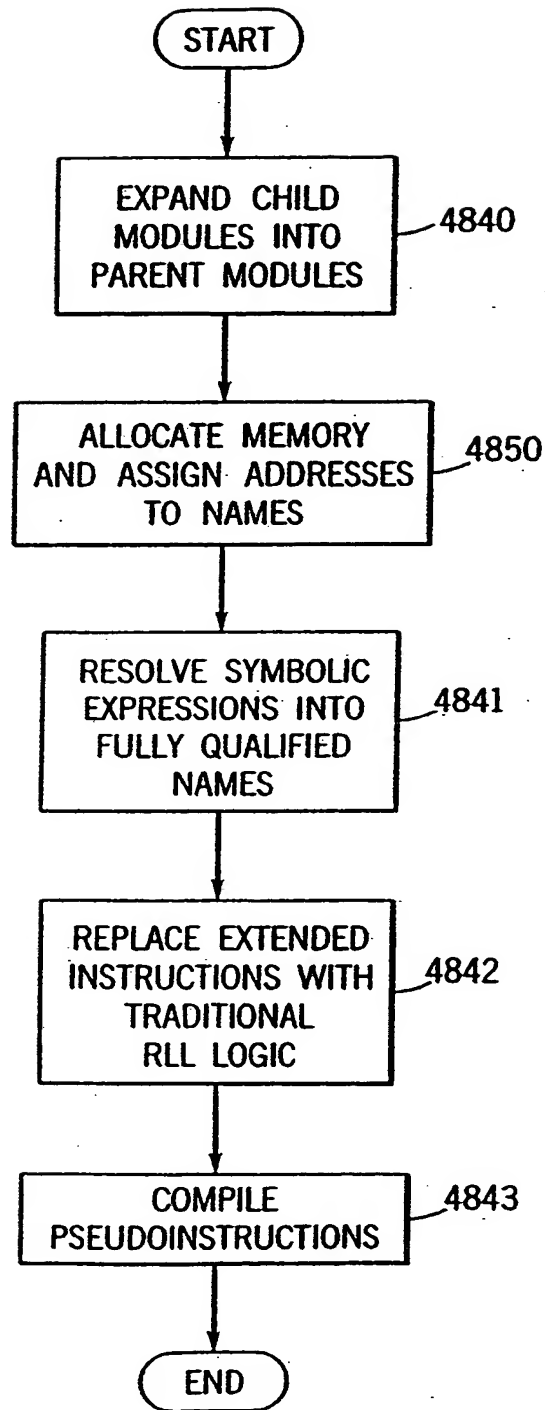 START
EXPAND CHILD
MODULES INTO
PARENT MODULES
4840
ALLOCATE MEMORY
AND ASSIGN ADDRESSES
TO NAMES
4850
RESOLVE SYMBOLIC
EXPRESSIONS INTO
FULLY QUALIFIED
NAMES
4841
REPLACE EXTENDED
INSTRUCTIONS WITH
TRADITIONAL
RLL LOGIC
4842
COMPILE
PSEUDOINSTRUCTIONS
4843
END